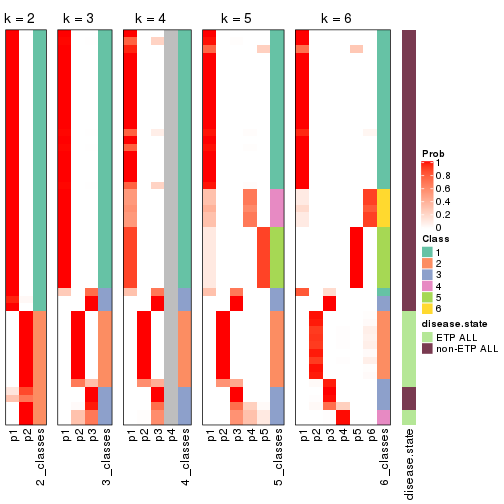 k = 2 k = 3 k = 4 k = 5 k = 6
Prob
1
0.8
0.6
0.4
0.2
0
Class
1
2
3
4
5
6
disease.state
ETP ALL
non-ETP ALL
p1 p2 2_classes p1 p2 p3 3_classes p1 p2 p3 p4 4_classes p1 p2 p3 p4 p5 5_classes p1 p2 p3 p4 p5 p6 6_classes disease.state